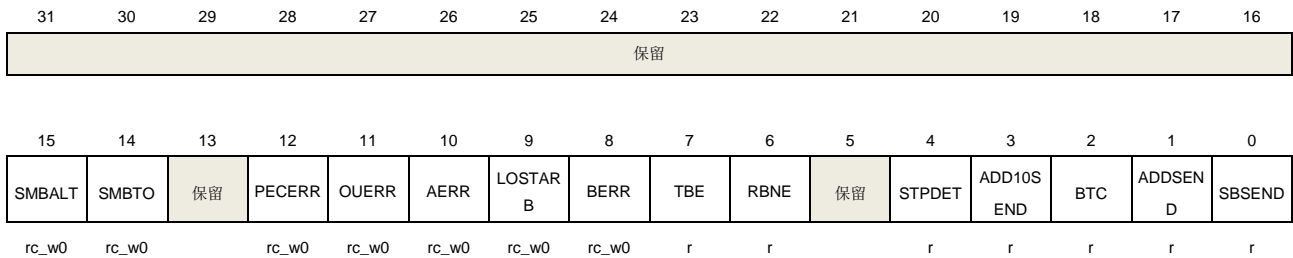 31 30 29 28 27 26 25 24 23 22 21 20 19 18 17 16
保留
15 14 13 12 11 10 9 8 7 6 5 4 3 2 1 0
SMBALT SMBTO 保留 PECERR OUERR AERR LOSTAR BERR TBE RBNE 保留 STPDET ADD10S BTC ADDSEN SBSEND
B END D
rc_w0 rc_w0 rc_w0 rc_w0 rc_w0 rc_w0 rc_w0 r r r r r r r